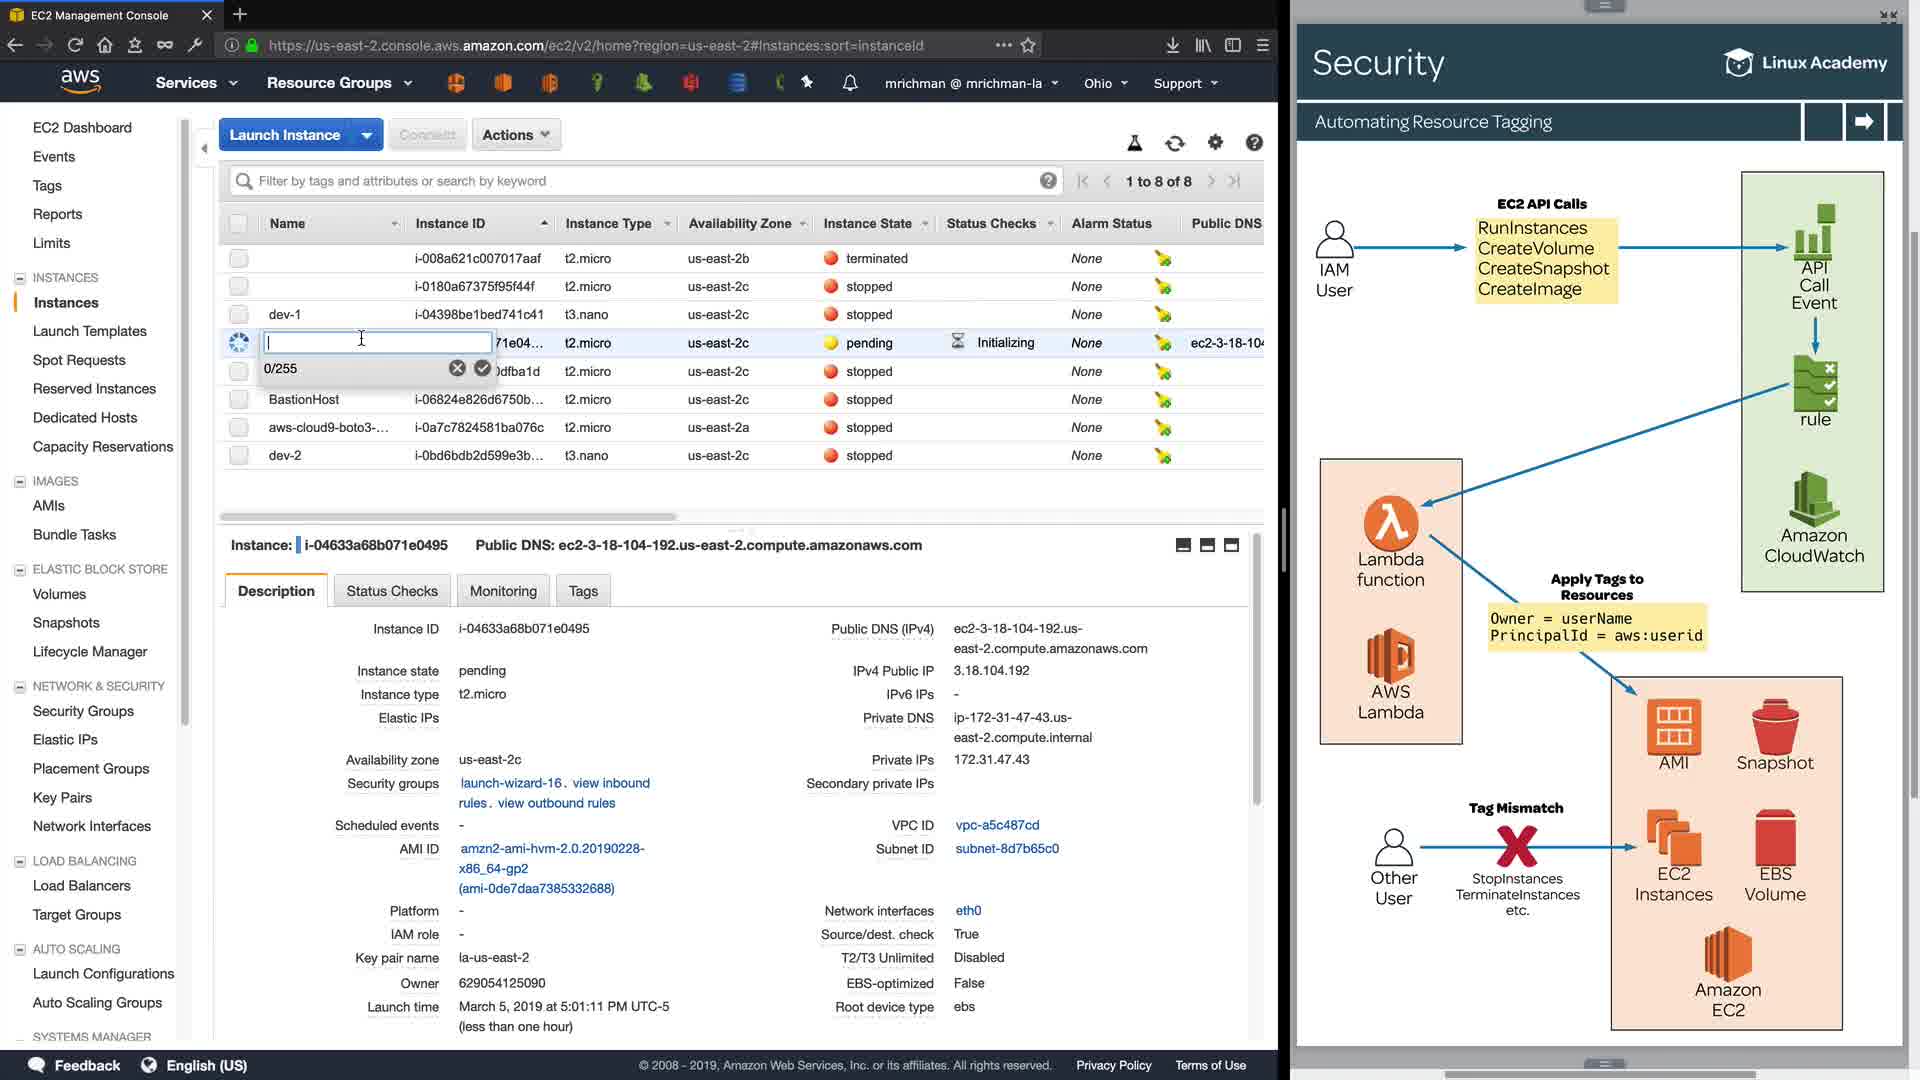 EC2 Management Console
https://us-east-2.console.aws.amazon.com/ec2/v2/home?region=us-east-2#Instances:sort=instanceId
aws
Services
Resource Groups
mrichman @ mrichman-la
Ohio
Support
EC2 Dashboard
Events
Tags
Reports
Limits
INSTANCES
Instances
Launch Templates
Spot Requests
Reserved Instances
Dedicated Hosts
Capacity Reservations
IMAGES
AMIs
Bundle Tasks
ELASTIC BLOCK STORE
Volumes
Snapshots
Lifecycle Manager
NETWORK & SECURITY
Security Groups
Elastic IPs
Placement Groups
Key Pairs
Network Interfaces
LOAD BALANCING
Load Balancers
Target Groups
AUTO SCALING
Launch Configurations
Auto Scaling Groups
SYSTEMS MANAGER
Launch Instance
Connect
Actions
Filter by tags and attributes or search by keyword
1 to 8 of 8
Name Instance ID Instance Type Availability Zone Instance State Status Checks Alarm Status Public DNS
i-008a621c007017aaf t2.micro us-east-2b terminated None
i-0180a67375f95f44f t2.micro us-east-2c stopped None
dev-1 i-04398be1bed741c41 t3.nano us-east-2c stopped None
71e04... t2.micro us-east-2c pending Initializing None ec2-3-18-104
0/255
0dfba1d t2.micro us-east-2c stopped None
BastionHost i-06824e826d6750b... t2.micro us-east-2c stopped None
aws-cloud9-boto3-... i-0a7c7824581ba076c t2.micro us-east-2a stopped None
dev-2 i-0bd6bdb2d599e3b... t3.nano us-east-2c stopped None
Instance: i-04633a68b071e0495 Public DNS: ec2-3-18-104-192.us-east-2.compute.amazonaws.com
Description
Status Checks
Monitoring
Tags
Instance ID i-04633a68b071e0495
Instance state pending
Instance type t2.micro
Elastic IPs
Availability zone us-east-2c
Security groups launch-wizard-16. view inbound
rules. view outbound rules
Scheduled events -
AMI ID amzn2-ami-hvm-2.0.20190228-
x86_64-gp2
(ami-0de7daa7385332688)
Platform -
IAM role -
Key pair name la-us-east-2
Owner 629054125090
Launch time March 5, 2019 at 5:01:11 PM UTC-5
(less than one hour)
Public DNS (IPv4) ec2-3-18-104-192.us-
east-2.compute.amazonaws.com
IPv4 Public IP 3.18.104.192
IPv6 IPs -
Private DNS ip-172-31-47-43.us-
east-2.compute.internal
Private IPs 172.31.47.43
Secondary private IPs
VPC ID vpc-a5c487cd
Subnet ID subnet-8d7b65c0
Network interfaces eth0
Source/dest. check True
T2/T3 Unlimited Disabled
EBS-optimized False
Root device type ebs
Feedback
English (US)
© 2008 - 2019, Amazon Web Services, Inc. or its affiliates. All rights reserved.
Privacy Policy
Terms of Use
Security
Linux Academy
Automating Resource Tagging
EC2 API Calls
RunInstances
CreateVolume
CreateSnapshot
CreateImage
IAM
User
API
Call
Event
rule
Amazon
CloudWatch
Lambda
function
AWS
Lambda
Apply Tags to
Resources
Owner = userName
PrincipalId = aws:userid
AMI
Snapshot
Tag Mismatch
Other
User
StopInstances
TerminateInstances
etc.
EC2
Instances
EBS
Volume
Amazon
EC2